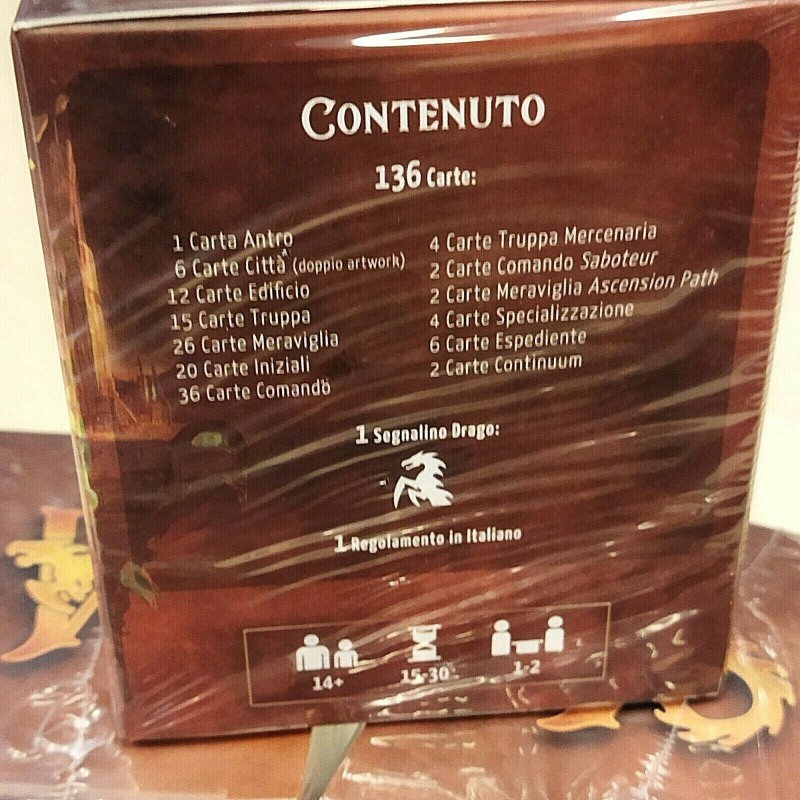 CONTENUTO
136 Carte:
1 Carta Antro
6 Carte Città (doppio artwork)
12 Carte Edificio
15 Carte Truppa
26 Carte Meraviglia
20 Carte Iniziali
36 Carte Comando
4 Carte Truppa Mercenaria
2 Carte Comando Saboteur
2 Carte Meraviglia Ascension Path
4 Carte Specializzazione
6 Carte Espediente
2 Carte Continuum
1 Segnalino Drago:
1 Regolamento in Italiano
14+
15-30'
1-2